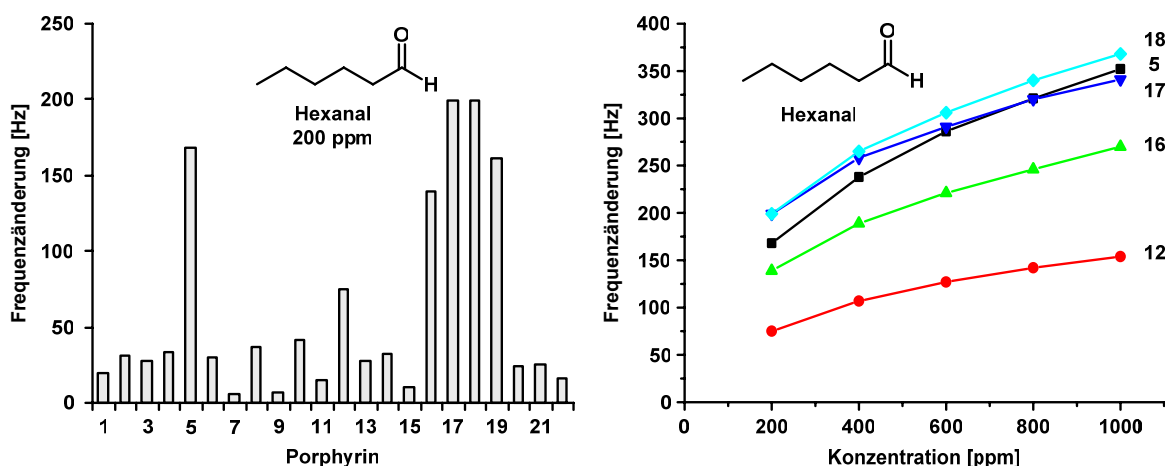 250
200
150
100
50
0
Frequenzänderung [Hz]
O
H
Hexanal
200 ppm
1 3 5 7 9 11 13 15 17 19 21
Porphyrin
400
350
300
250
200
150
100
50
0
Frequenzänderung [Hz]
O
H
Hexanal
18
5
17
16
12
0 200 400 600 800 1000
Konzentration [ppm]